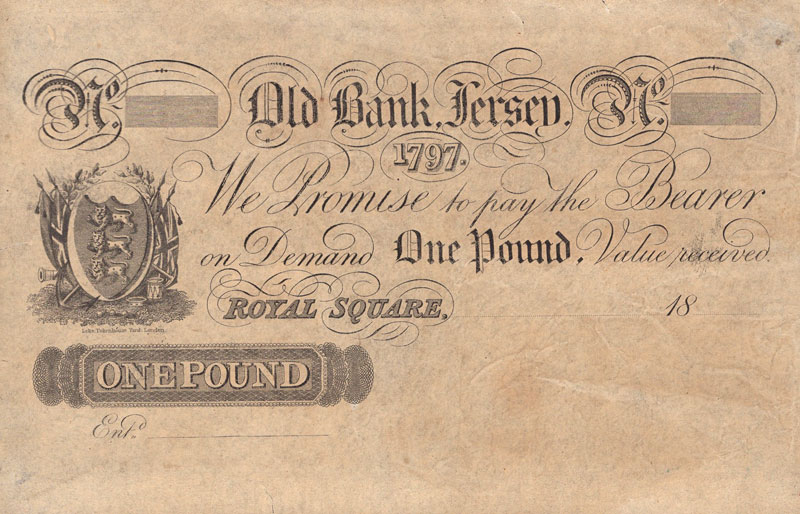 No. Old Bank, Jersey. No.
1797.
We Promise to pay the Bearer
on Demand One Pound, Value received.
ROYAL SQUARE, 18
ONE POUND
Entd.